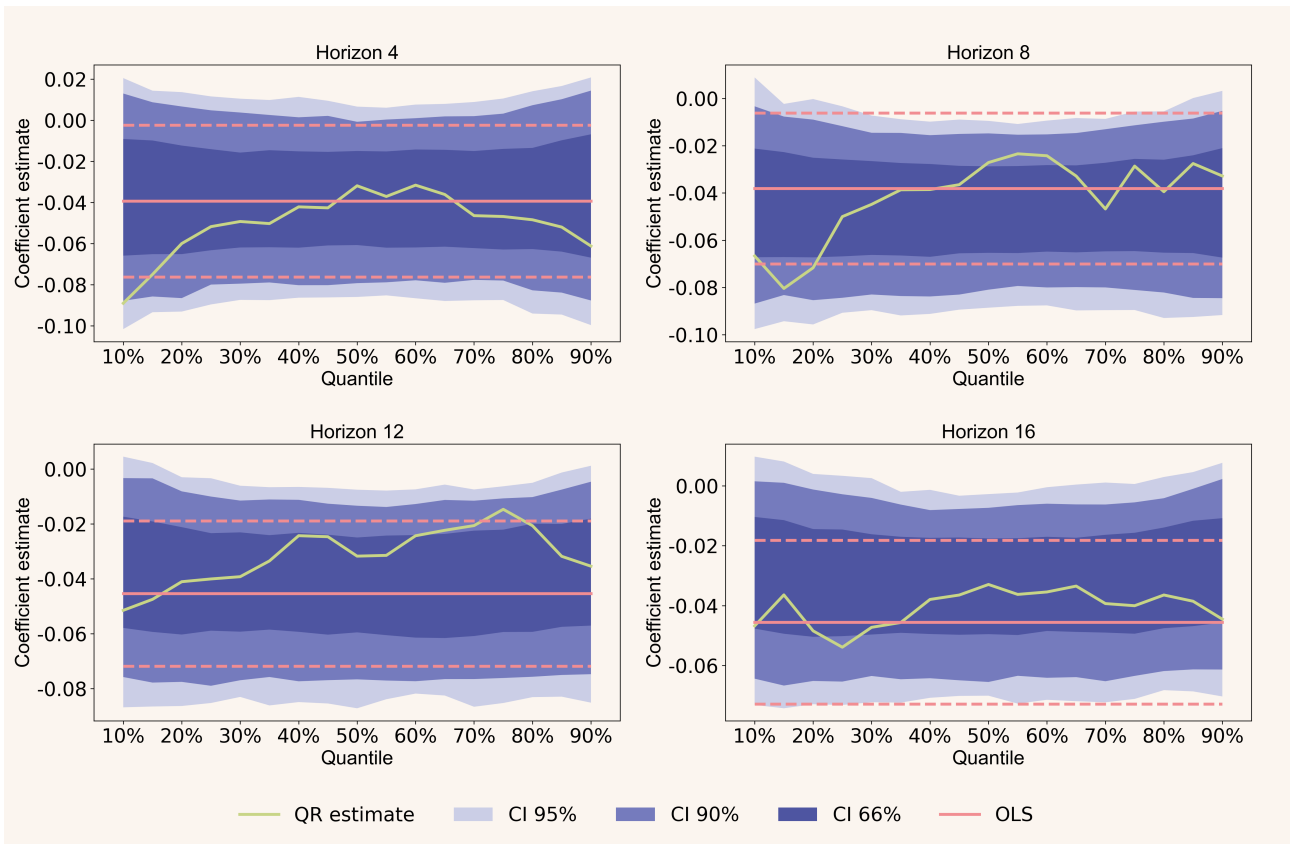 Horizon 4
Coefficient estimate
0.02
0.00
-0.02
-0.04
-0.06
-0.08
-0.10
10% 20% 30% 40% 50% 60% 70% 80% 90%
Quantile
Horizon 8
Coefficient estimate
0.00
-0.02
-0.04
-0.06
-0.08
-0.10
10% 20% 30% 40% 50% 60% 70% 80% 90%
Quantile
Horizon 12
Coefficient estimate
0.00
-0.02
-0.04
-0.06
-0.08
10% 20% 30% 40% 50% 60% 70% 80% 90%
Quantile
Horizon 16
Coefficient estimate
0.00
-0.02
-0.04
-0.06
10% 20% 30% 40% 50% 60% 70% 80% 90%
Quantile
QR estimate CI 95% CI 90% CI 66% OLS